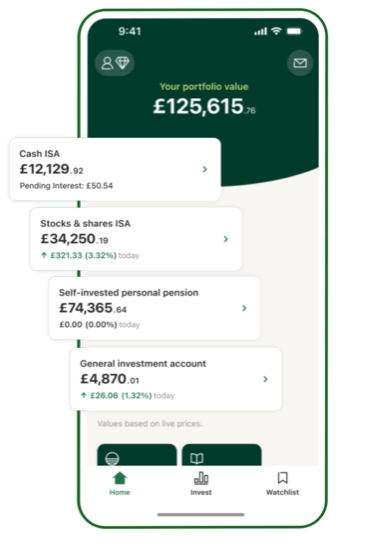 9:41
Your portfolio value
£125,615.76
Cash ISA
£12,129.92
Pending Interest: £50.54
Stocks & shares ISA
£34,250.19
↑ £321.33 (3.32%) today
Self-invested personal pension
£74,365.64
£0.00 (0.00%) today
General investment account
£4,870.01
↑ £26.06 (1.32%) today
Values based on live prices.
Home Invest Watchlist